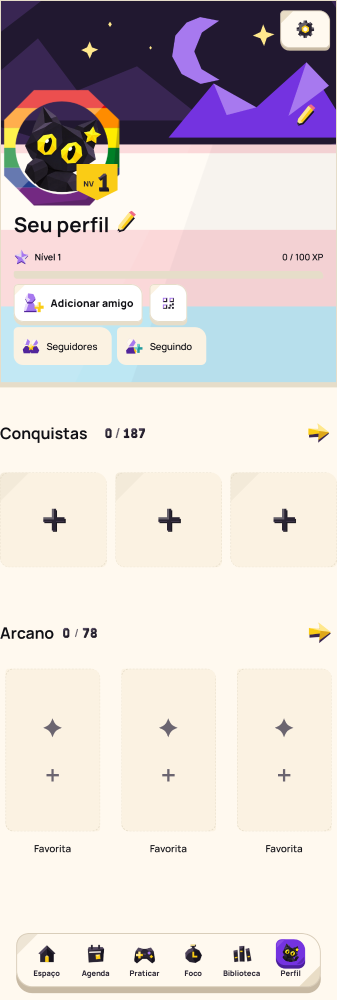 NV 1
Seu perfil
Nível 1 0 / 100 XP
Adicionar amigo
Seguidores Seguindo
Conquistas 0 / 187
Arcano 0 / 78
Favorita Favorita Favorita
Espaço Agenda Praticar Foco Biblioteca Perfil